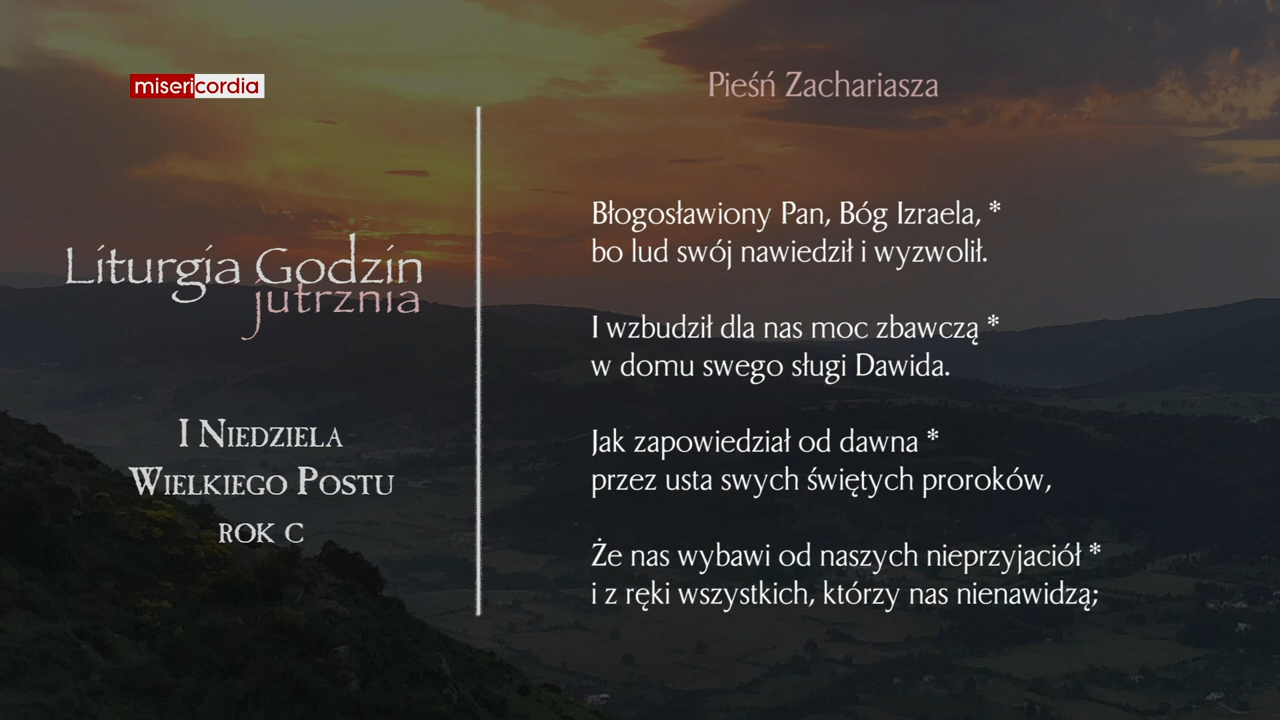 misericordia
Liturgia Godzin
jutrznia
I Niedziela
Wielkiego Postu
rok C
Pieśń Zachariasza
Błogosławiony Pan, Bóg Izraela, *
bo lud swój nawiedził i wyzwolił.
I wzbudził dla nas moc zbawczą *
w domu swego sługi Dawida.
Jak zapowiedział od dawna *
przez usta swych świętych proroków,
Że nas wybawi od naszych nieprzyjaciół *
i z ręki wszystkich, którzy nas nienawidzą;